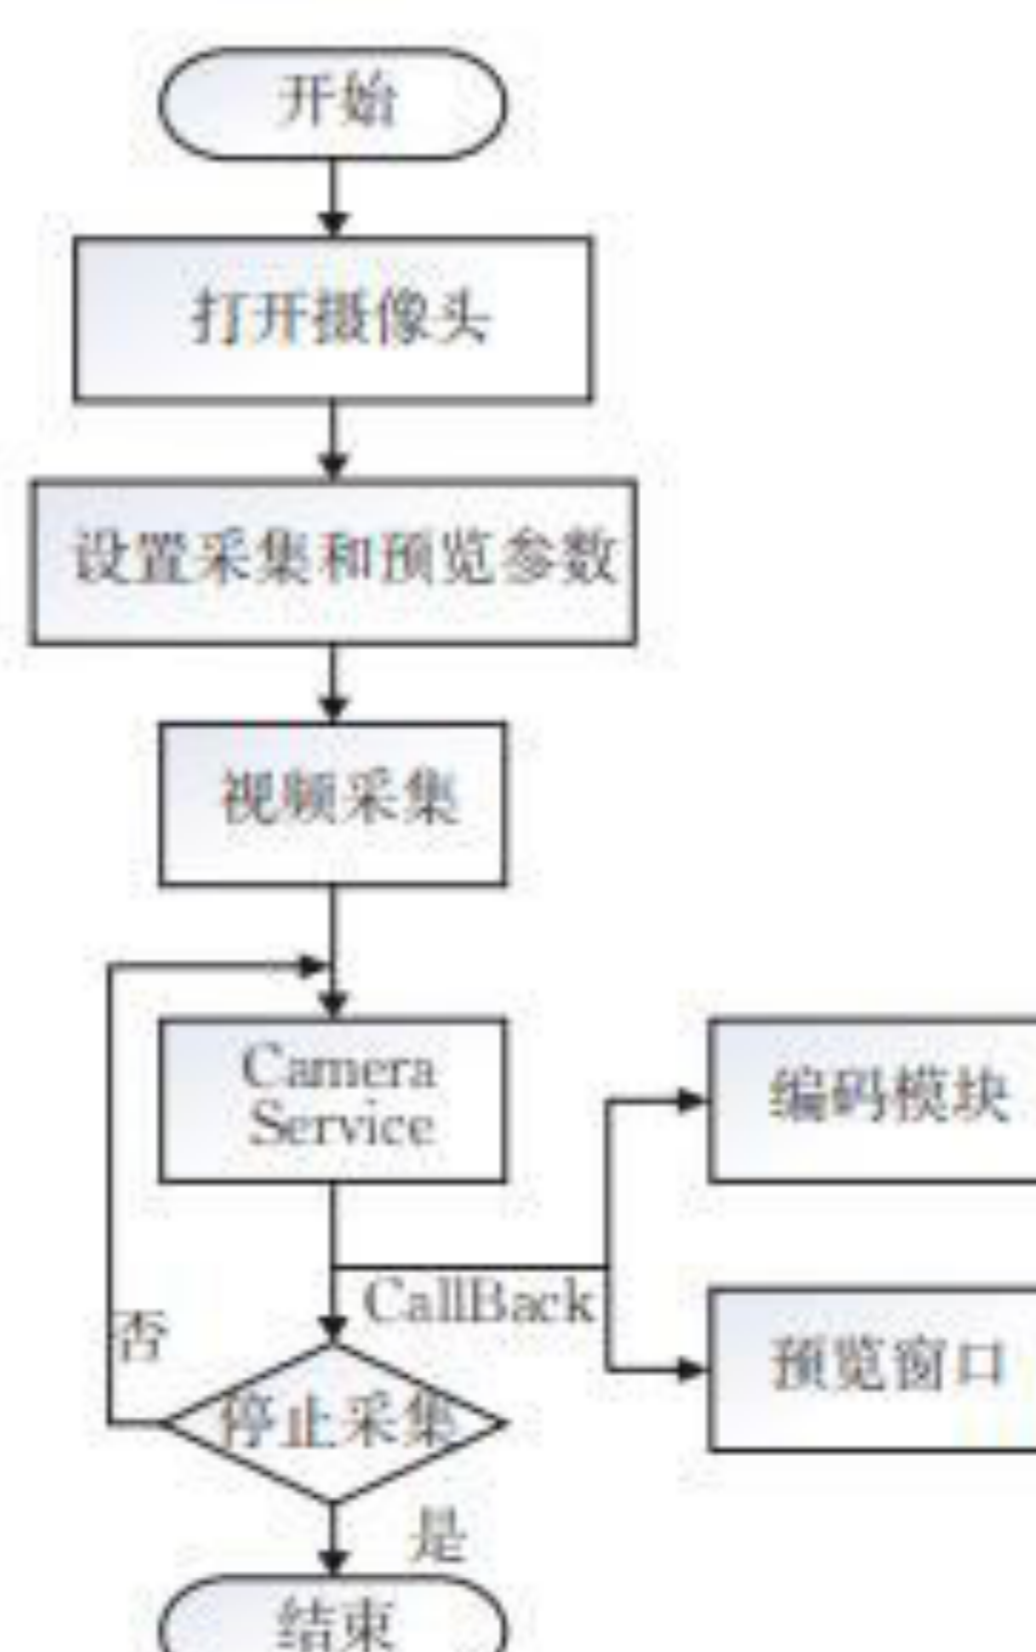 开始
打开摄像头
设置采集和预览参数
视频采集
Camera
Service
编码模块
CallBack
预览窗口
否
停止采集
是
结束